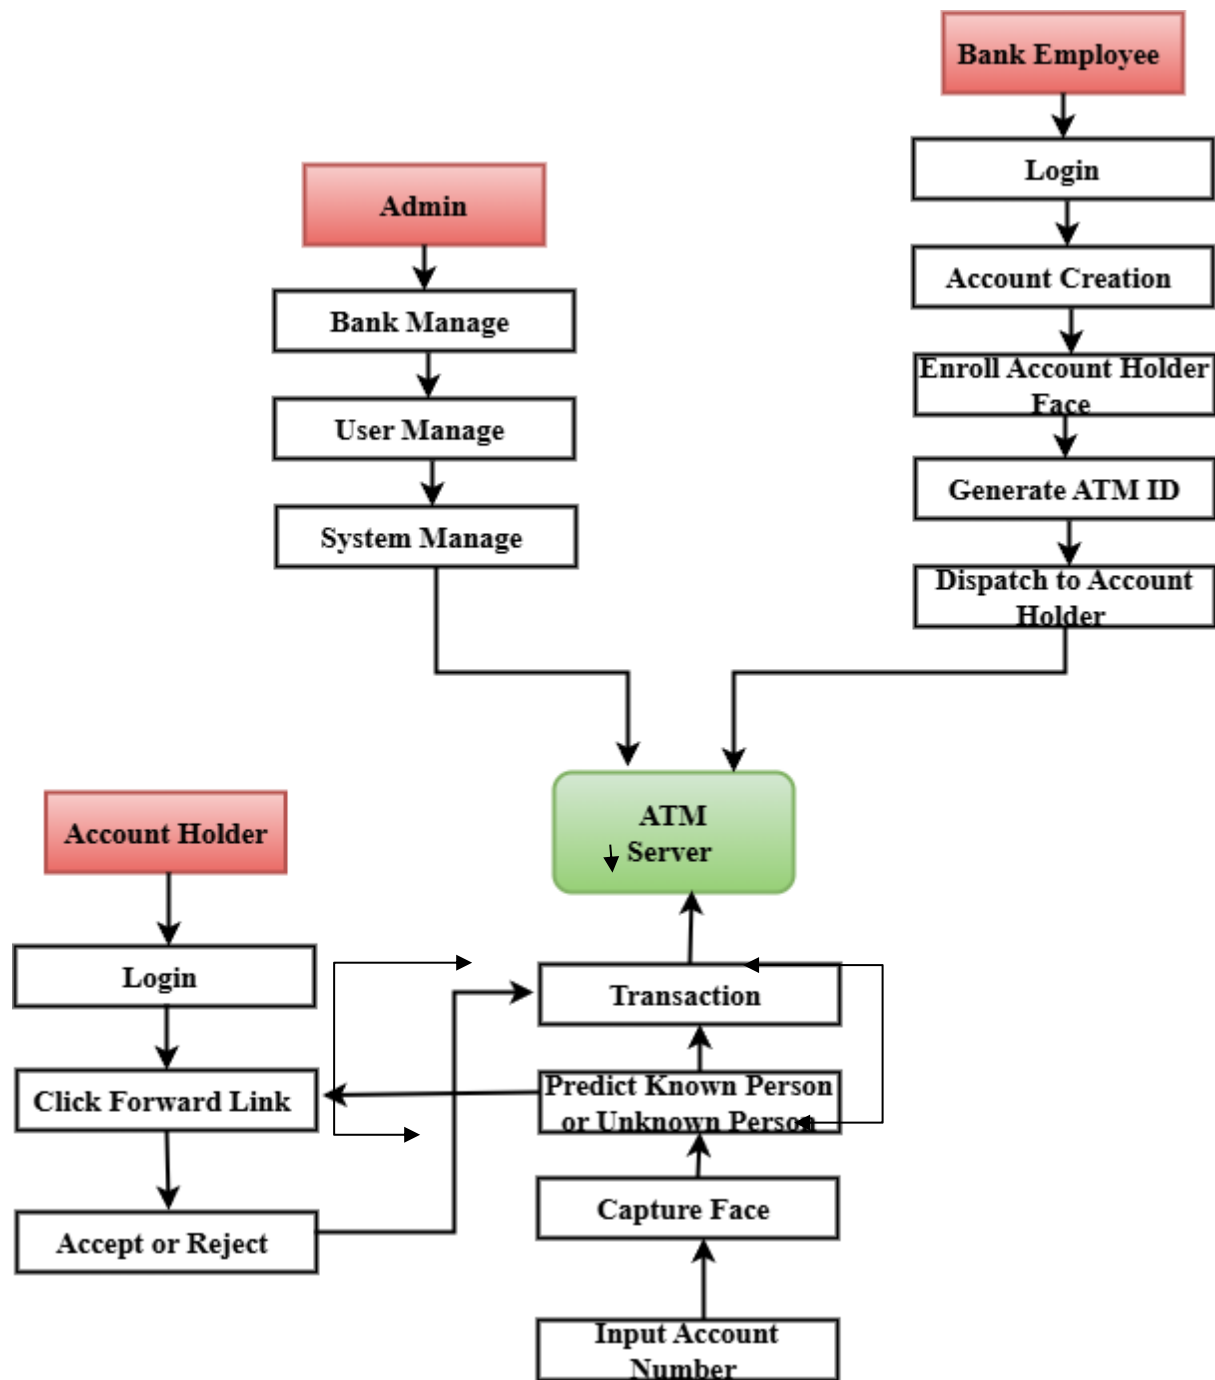 Bank Employee
Login
Account Creation
Enroll Account Holder
Face
Generate ATM ID
Dispatch to Account
Holder
Admin
Bank Manage
User Manage
System Manage
ATM
Server
Account Holder
Login
Click Forward Link
Accept or Reject
Transaction
Predict Known Person
or Unknown Person
Capture Face
Input Account
Number